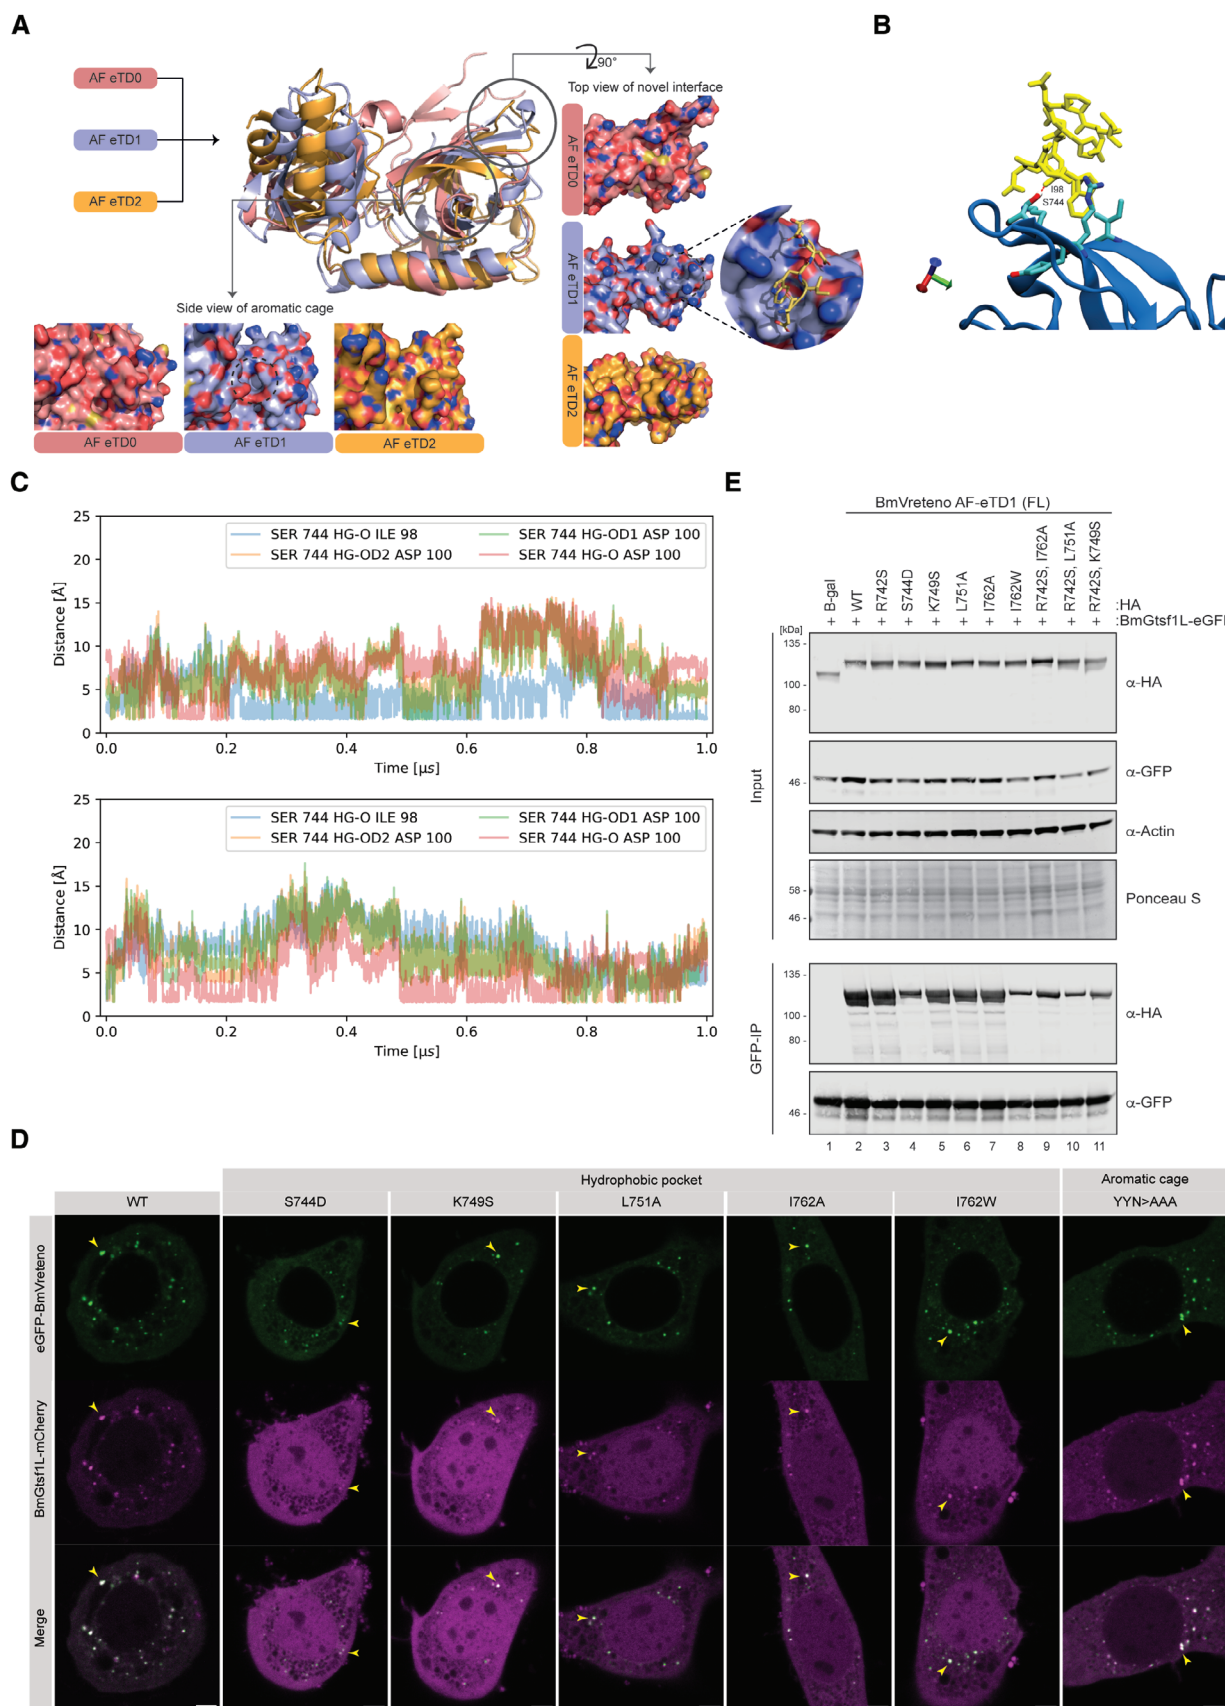 A
AF eTD0
AF eTD1
AF eTD2
90°
Top view of novel interface
AF eTD0
AF eTD1
AF eTD2
Side view of aromatic cage
AF eTD0
AF eTD1
AF eTD2
B
I98
S744
C
25
20
15
10
5
0
Distance [Å]
SER 744 HG-O ILE 98
SER 744 HG-OD2 ASP 100
SER 744 HG-OD1 ASP 100
SER 744 HG-O ASP 100
0.0 0.2 0.4 0.6 0.8 1.0
Time [μs]
25
20
15
10
5
0
Distance [Å]
SER 744 HG-O ILE 98
SER 744 HG-OD2 ASP 100
SER 744 HG-OD1 ASP 100
SER 744 HG-O ASP 100
0.0 0.2 0.4 0.6 0.8 1.0
Time [μs]
E
BmVreteno AF-eTD1 (FL)
B-gal
WT
R742S
S744D
K749S
L751A
I762A
I762W
R742S, I762A
R742S, L751A
R742S, K749S
:HA
+ + + + + + + + + + +
:BmGtsf1L-eGFP
[kDa]
135
100
80
α-HA
46
α-GFP
α-Actin
58
46
Ponceau S
Input
135
100
80
α-HA
46
α-GFP
GFP-IP
1 2 3 4 5 6 7 8 9 10 11
D
Hydrophobic pocket
Aromatic cage
WT
S744D
K749S
L751A
I762A
I762W
YYN>AAA
eGFP-BmVreteno
BmGtsf1L-mCherry
Merge